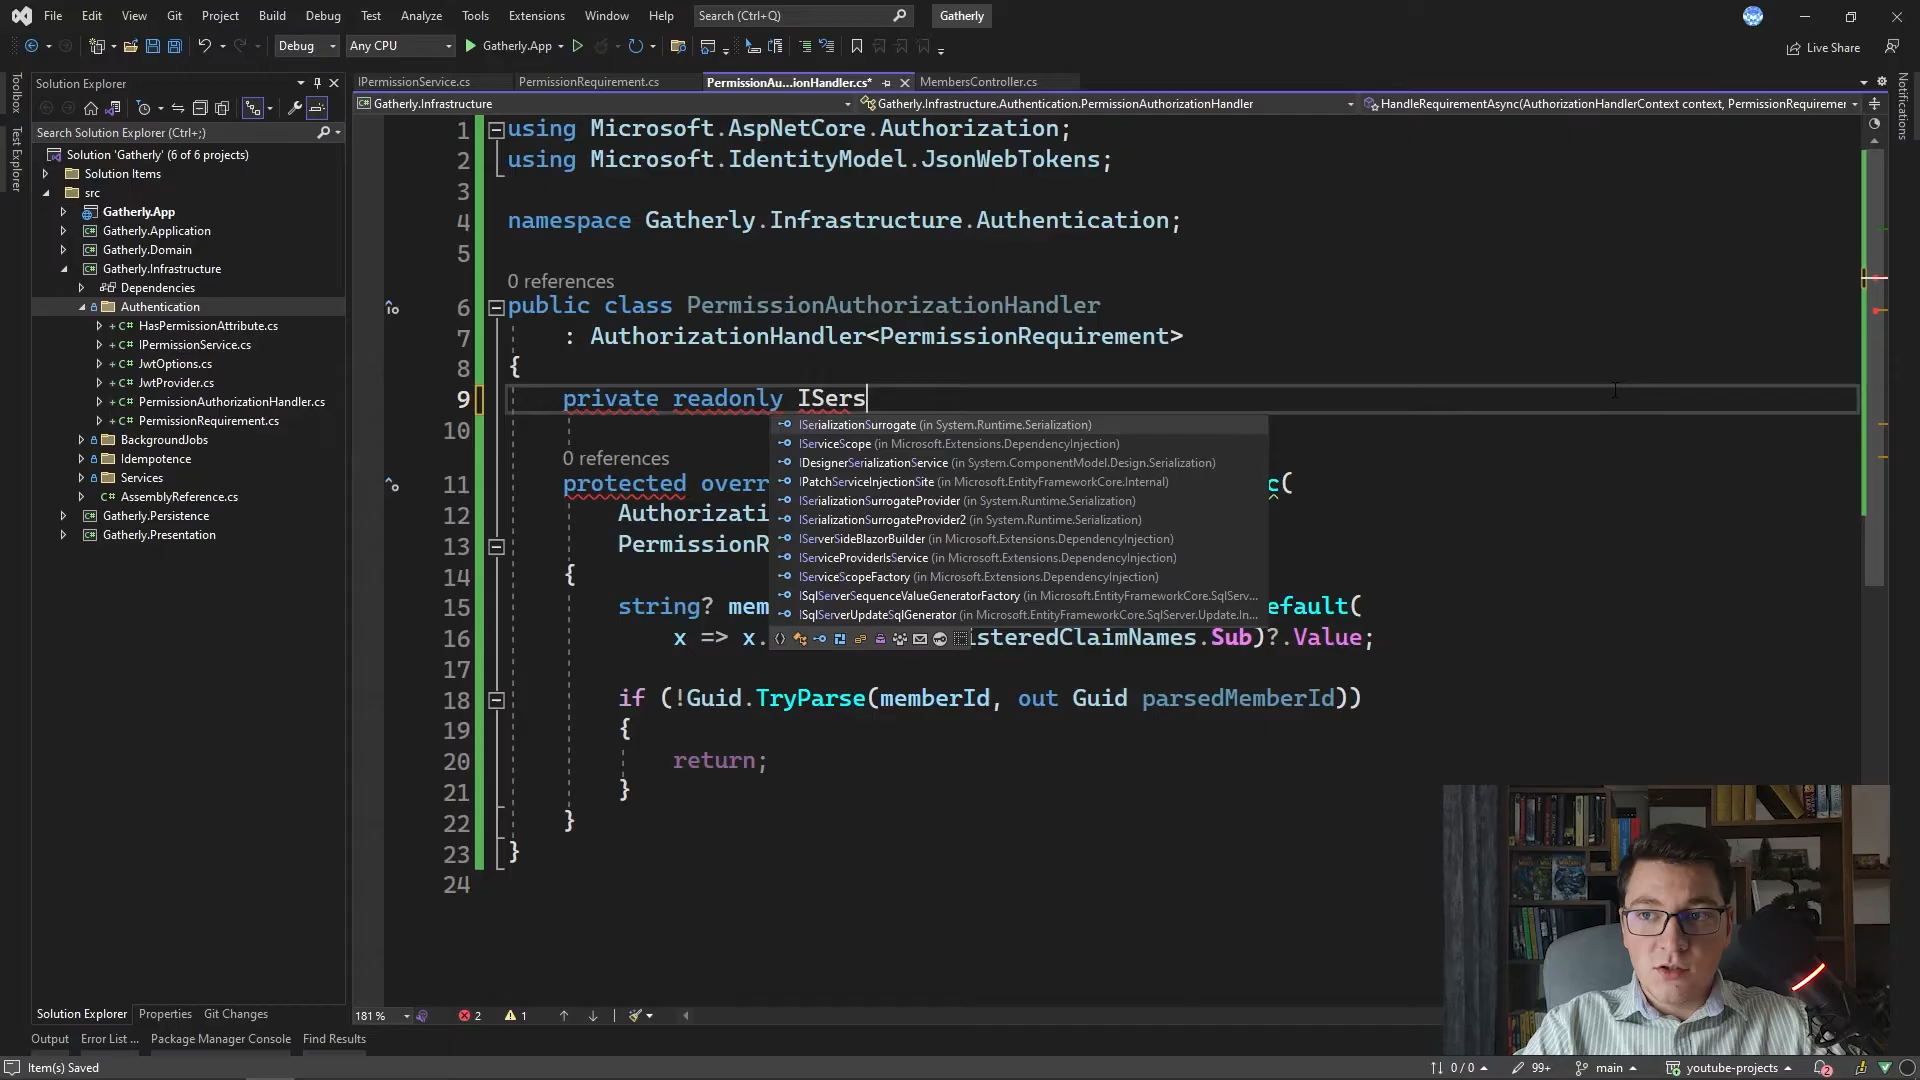 File Edit View Git Project Build Debug Test Analyze Tools Extensions Window Help Search (Ctrl+Q) Gatherly
Debug Any CPU Gatherly.App Live Share
Solution Explorer
IPermissionService.cs PermissionRequirement.cs PermissionAu...ionHandler.cs* MembersController.cs
Gatherly.Infrastructure Gatherly.Infrastructure.Authentication.PermissionAuthorizationHandler HandleRequirementAsync(AuthorizationHandlerContext context, PermissionRequiremer
Toolbox
Test Explorer
Notifications
Search Solution Explorer (Ctrl+;)
Solution 'Gatherly' (6 of 6 projects)
Solution Items
src
Gatherly.App
Gatherly.Application
Gatherly.Domain
Gatherly.Infrastructure
Dependencies
Authentication
C# HasPermissionAttribute.cs
C# IPermissionService.cs
C# JwtOptions.cs
C# JwtProvider.cs
C# PermissionAuthorizationHandler.cs
C# PermissionRequirement.cs
BackgroundJobs
Idempotence
Services
C# AssemblyReference.cs
Gatherly.Persistence
Gatherly.Presentation
1 using Microsoft.AspNetCore.Authorization;
2 using Microsoft.IdentityModel.JsonWebTokens;
3
4 namespace Gatherly.Infrastructure.Authentication;
5
0 references
6 public class PermissionAuthorizationHandler
7 : AuthorizationHandler<PermissionRequirement>
8 {
9 private readonly ISers
10
0 references
11 protected overr c(
12 Authorizati
13 PermissionR
14 {
15 string? mem efault(
16 x => x. isteredClaimNames.Sub)?.Value;
17
18 if (!Guid.TryParse(memberId, out Guid parsedMemberId))
19 {
20 return;
21 }
22 }
23 }
24
ISerializationSurrogate (in System.Runtime.Serialization)
IServiceScope (in Microsoft.Extensions.DependencyInjection)
IDesignerSerializationService (in System.ComponentModel.Design.Serialization)
IPatchServiceInjectionSite (in Microsoft.EntityFrameworkCore.Internal)
ISerializationSurrogateProvider (in System.Runtime.Serialization)
ISerializationSurrogateProvider2 (in System.Runtime.Serialization)
IServerSideBlazorBuilder (in Microsoft.Extensions.DependencyInjection)
IServiceProviderIsService (in Microsoft.Extensions.DependencyInjection)
IServiceScopeFactory (in Microsoft.Extensions.DependencyInjection)
ISqlServerSequenceValueGeneratorFactory (in Microsoft.EntityFrameworkCore.SqlServ...
ISqlServerUpdateSqlGenerator (in Microsoft.EntityFrameworkCore.SqlServer.Update.In...
Solution Explorer Properties Git Changes
181 % 2 1
Output Error List ... Package Manager Console Find Results
Item(s) Saved 0 / 0 99+ main youtube-projects 2